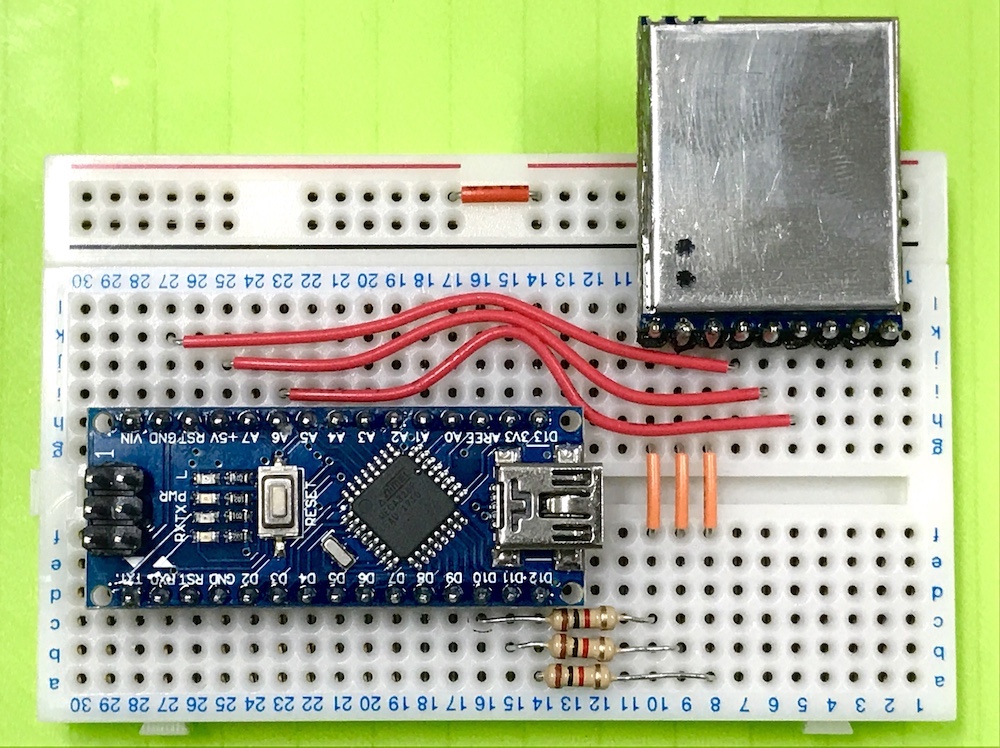 30 29 28 27 26 25 24 23 22 21 20 19 18 17 16 15 14 13 12 11 1
l
k
j
i
h
g
VIN GND RST +5V A7 A6 A5 A4 A3 A2 A1 A0 AREF 3V3 D13
1
L
PWR
RX TX
RESET
TX1 RX0 RST GND D2 D3 D4 D5 D6 D7 D8 D9 D10 D11 D12
f
e
d
c
b
a
30 29 28 27 26 25 24 23 22 21 20 19 18 17 16 15 14 13 12 11 10 9 8 7 6 5 4 3 2 1